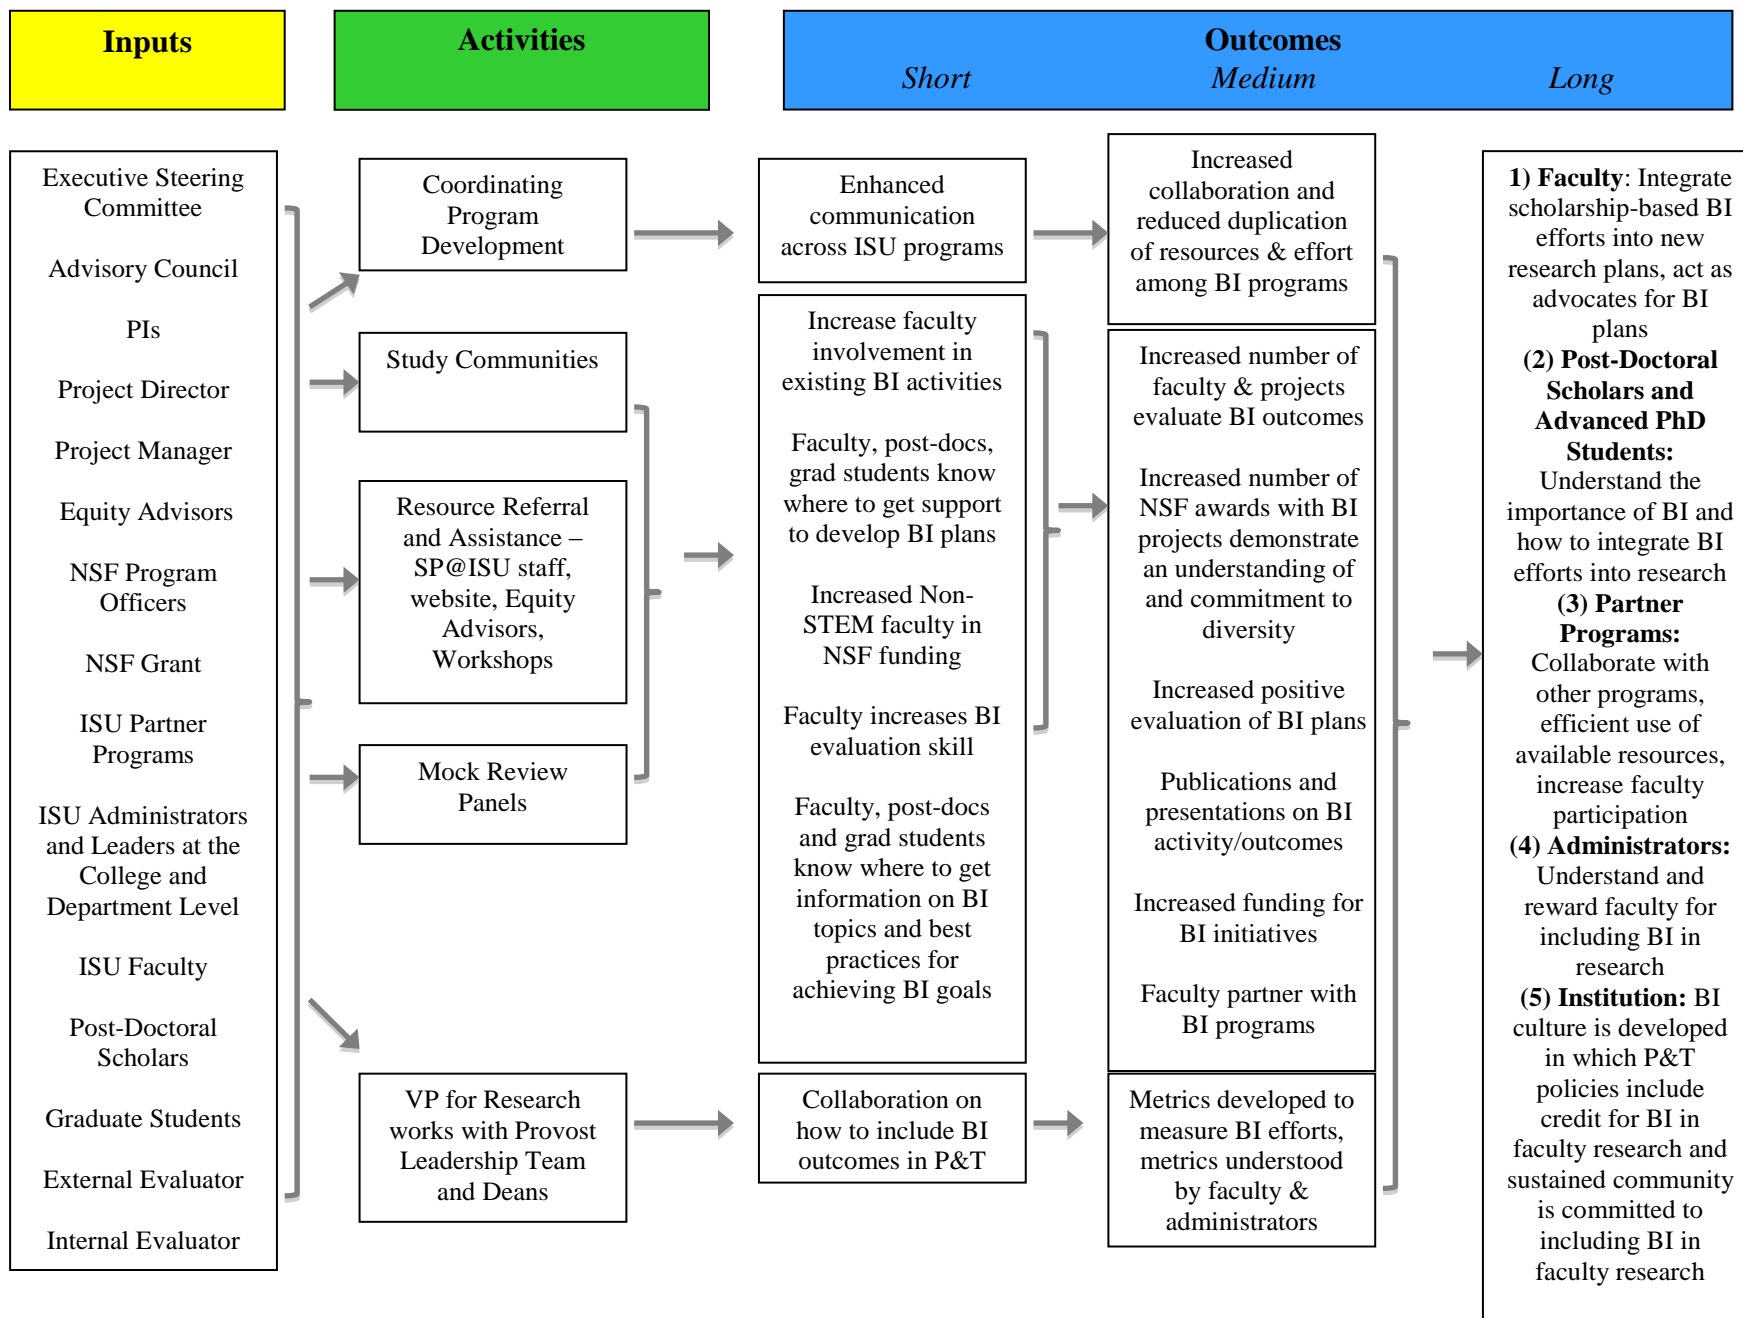 Inputs
Activities
Outcomes
Short
Medium
Long
Executive Steering
Committee
Advisory Council
PIs
Project Director
Project Manager
Equity Advisors
NSF Program
Officers
NSF Grant
ISU Partner
Programs
ISU Administrators
and Leaders at the
College and
Department Level
ISU Faculty
Post-Doctoral
Scholars
Graduate Students
External Evaluator
Internal Evaluator
Coordinating
Program
Development
Study Communities
Resource Referral
and Assistance –
SP@ISU staff,
website, Equity
Advisors,
Workshops
Mock Review
Panels
VP for Research
works with Provost
Leadership Team
and Deans
Enhanced
communication
across ISU programs
Increase faculty
involvement in
existing BI activities
Faculty, post-docs,
grad students know
where to get support
to develop BI plans
Increased Non-
STEM faculty in
NSF funding
Faculty increases BI
evaluation skill
Faculty, post-docs
and grad students
know where to get
information on BI
topics and best
practices for
achieving BI goals
Collaboration on
how to include BI
outcomes in P&T
Increased
collaboration and
reduced duplication
of resources & effort
among BI programs
Increased number of
faculty & projects
evaluate BI outcomes
Increased number of
NSF awards with BI
projects demonstrate
an understanding of
and commitment to
diversity
Increased positive
evaluation of BI plans
Publications and
presentations on BI
activity/outcomes
Increased funding for
BI initiatives
Faculty partner with
BI programs
Metrics developed to
measure BI efforts,
metrics understood
by faculty &
administrators
1) Faculty: Integrate
scholarship-based BI
efforts into new
research plans, act as
advocates for BI
plans
(2) Post-Doctoral
Scholars and
Advanced PhD
Students:
Understand the
importance of BI and
how to integrate BI
efforts into research
(3) Partner
Programs:
Collaborate with
other programs,
efficient use of
available resources,
increase faculty
participation
(4) Administrators:
Understand and
reward faculty for
including BI in
research
(5) Institution: BI
culture is developed
in which P&T
policies include
credit for BI in
faculty research and
sustained community
is committed to
including BI in
faculty research